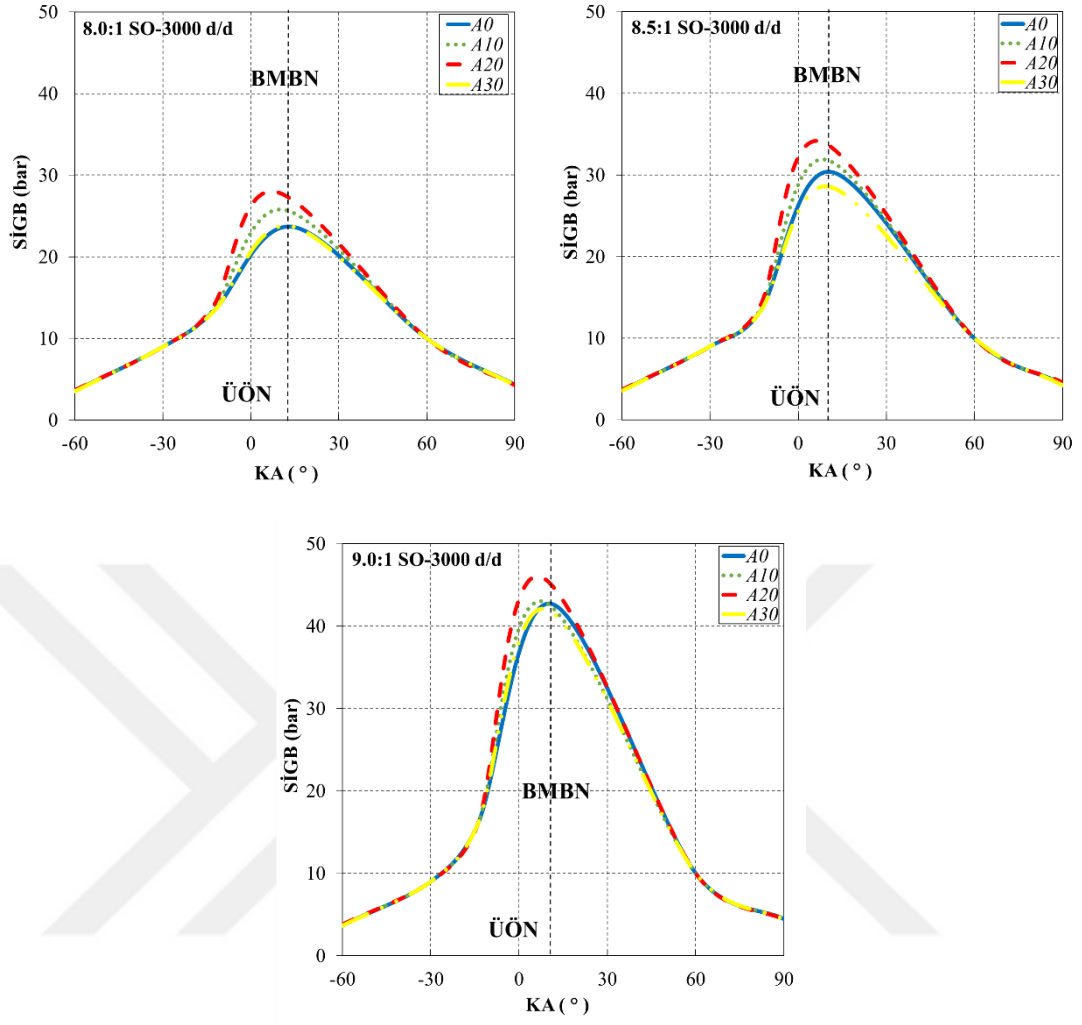 8.0:1 SO-3000 d/d
A0
A10
A20
A30
BMBN
ÜÖN
SİGB (bar)
50
40
30
20
10
0
-60 -30 0 30 60 90
KA ( ° )
8.5:1 SO-3000 d/d
A0
A10
A20
A30
BMBN
ÜÖN
SİGB (bar)
50
40
30
20
10
0
-60 -30 0 30 60 90
KA ( ° )
9.0:1 SO-3000 d/d
A0
A10
A20
A30
BMBN
ÜÖN
SİGB (bar)
50
40
30
20
10
0
-60 -30 0 30 60 90
KA ( ° )